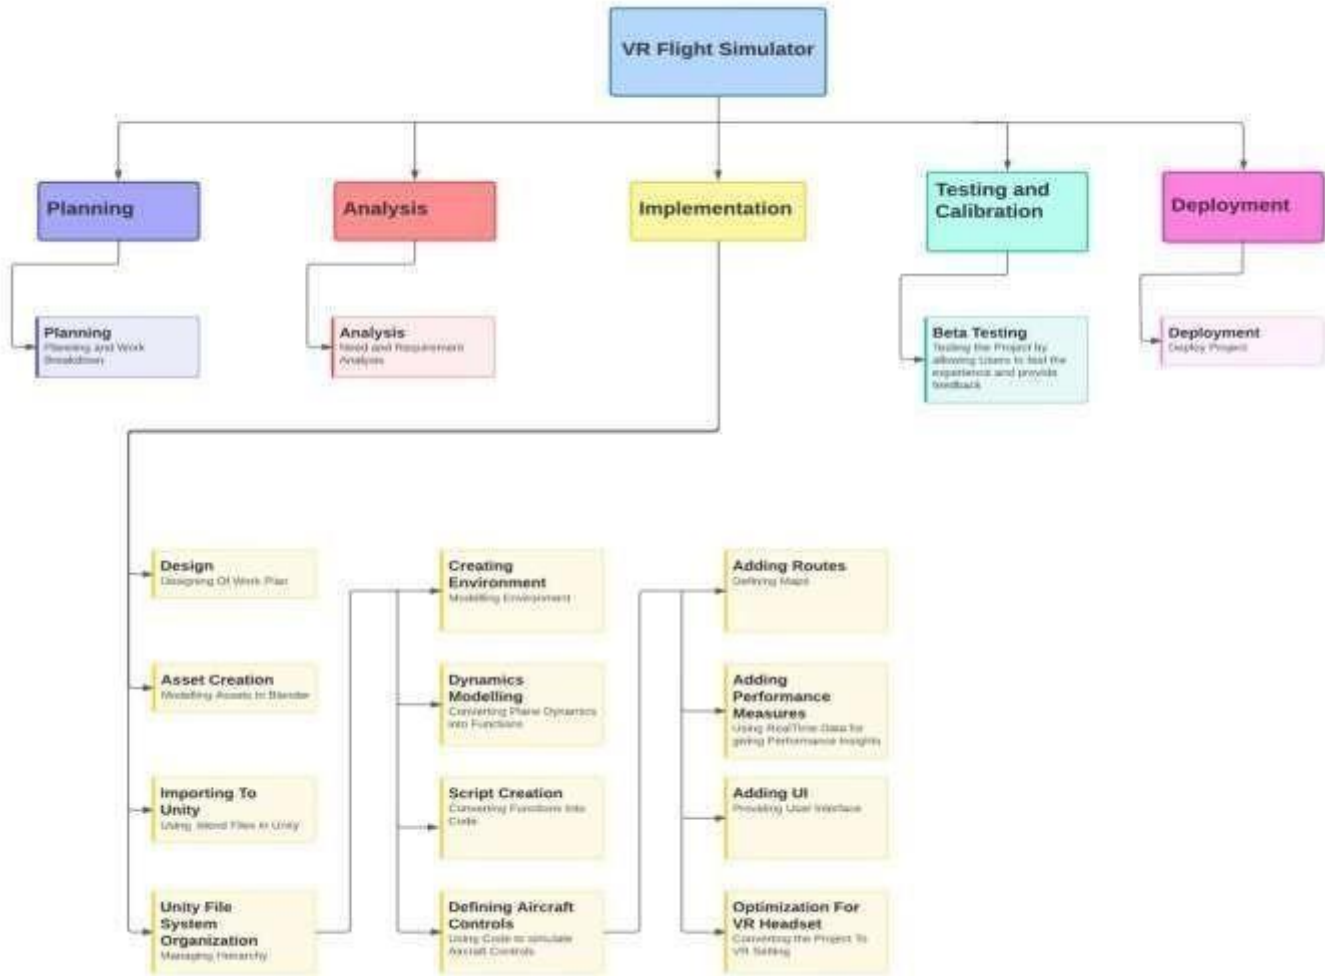 VR Flight Simulator
Planning
Analysis
Implementation
Testing and
Calibration
Deployment
Planning
Planning and Work
Breakdown
Analysis
Need and Requirement
Analysis
Beta Testing
Testing the Project by
allowing Users to feel the
experience and provide
feedback
Deployment
Deploy Project
Design
Designing Of Work Plan
Asset Creation
Modelling Assets In Blender
Importing To
Unity
Using .blend Files in Unity
Unity File
System
Organization
Managing Hierarchy
Creating
Environment
Modelling Environment
Dynamics
Modelling
Converting Plane Dynamics
into Functions
Script Creation
Converting Functions Into
Code
Defining Aircraft
Controls
Using Code to simulate
Aircraft Controls
Adding Routes
Defining Maps
Adding
Performance
Measures
Using RealTime Data for
giving Performance Insights
Adding UI
Providing User Interface
Optimization For
VR Headset
Converting the Project To
VR Setting